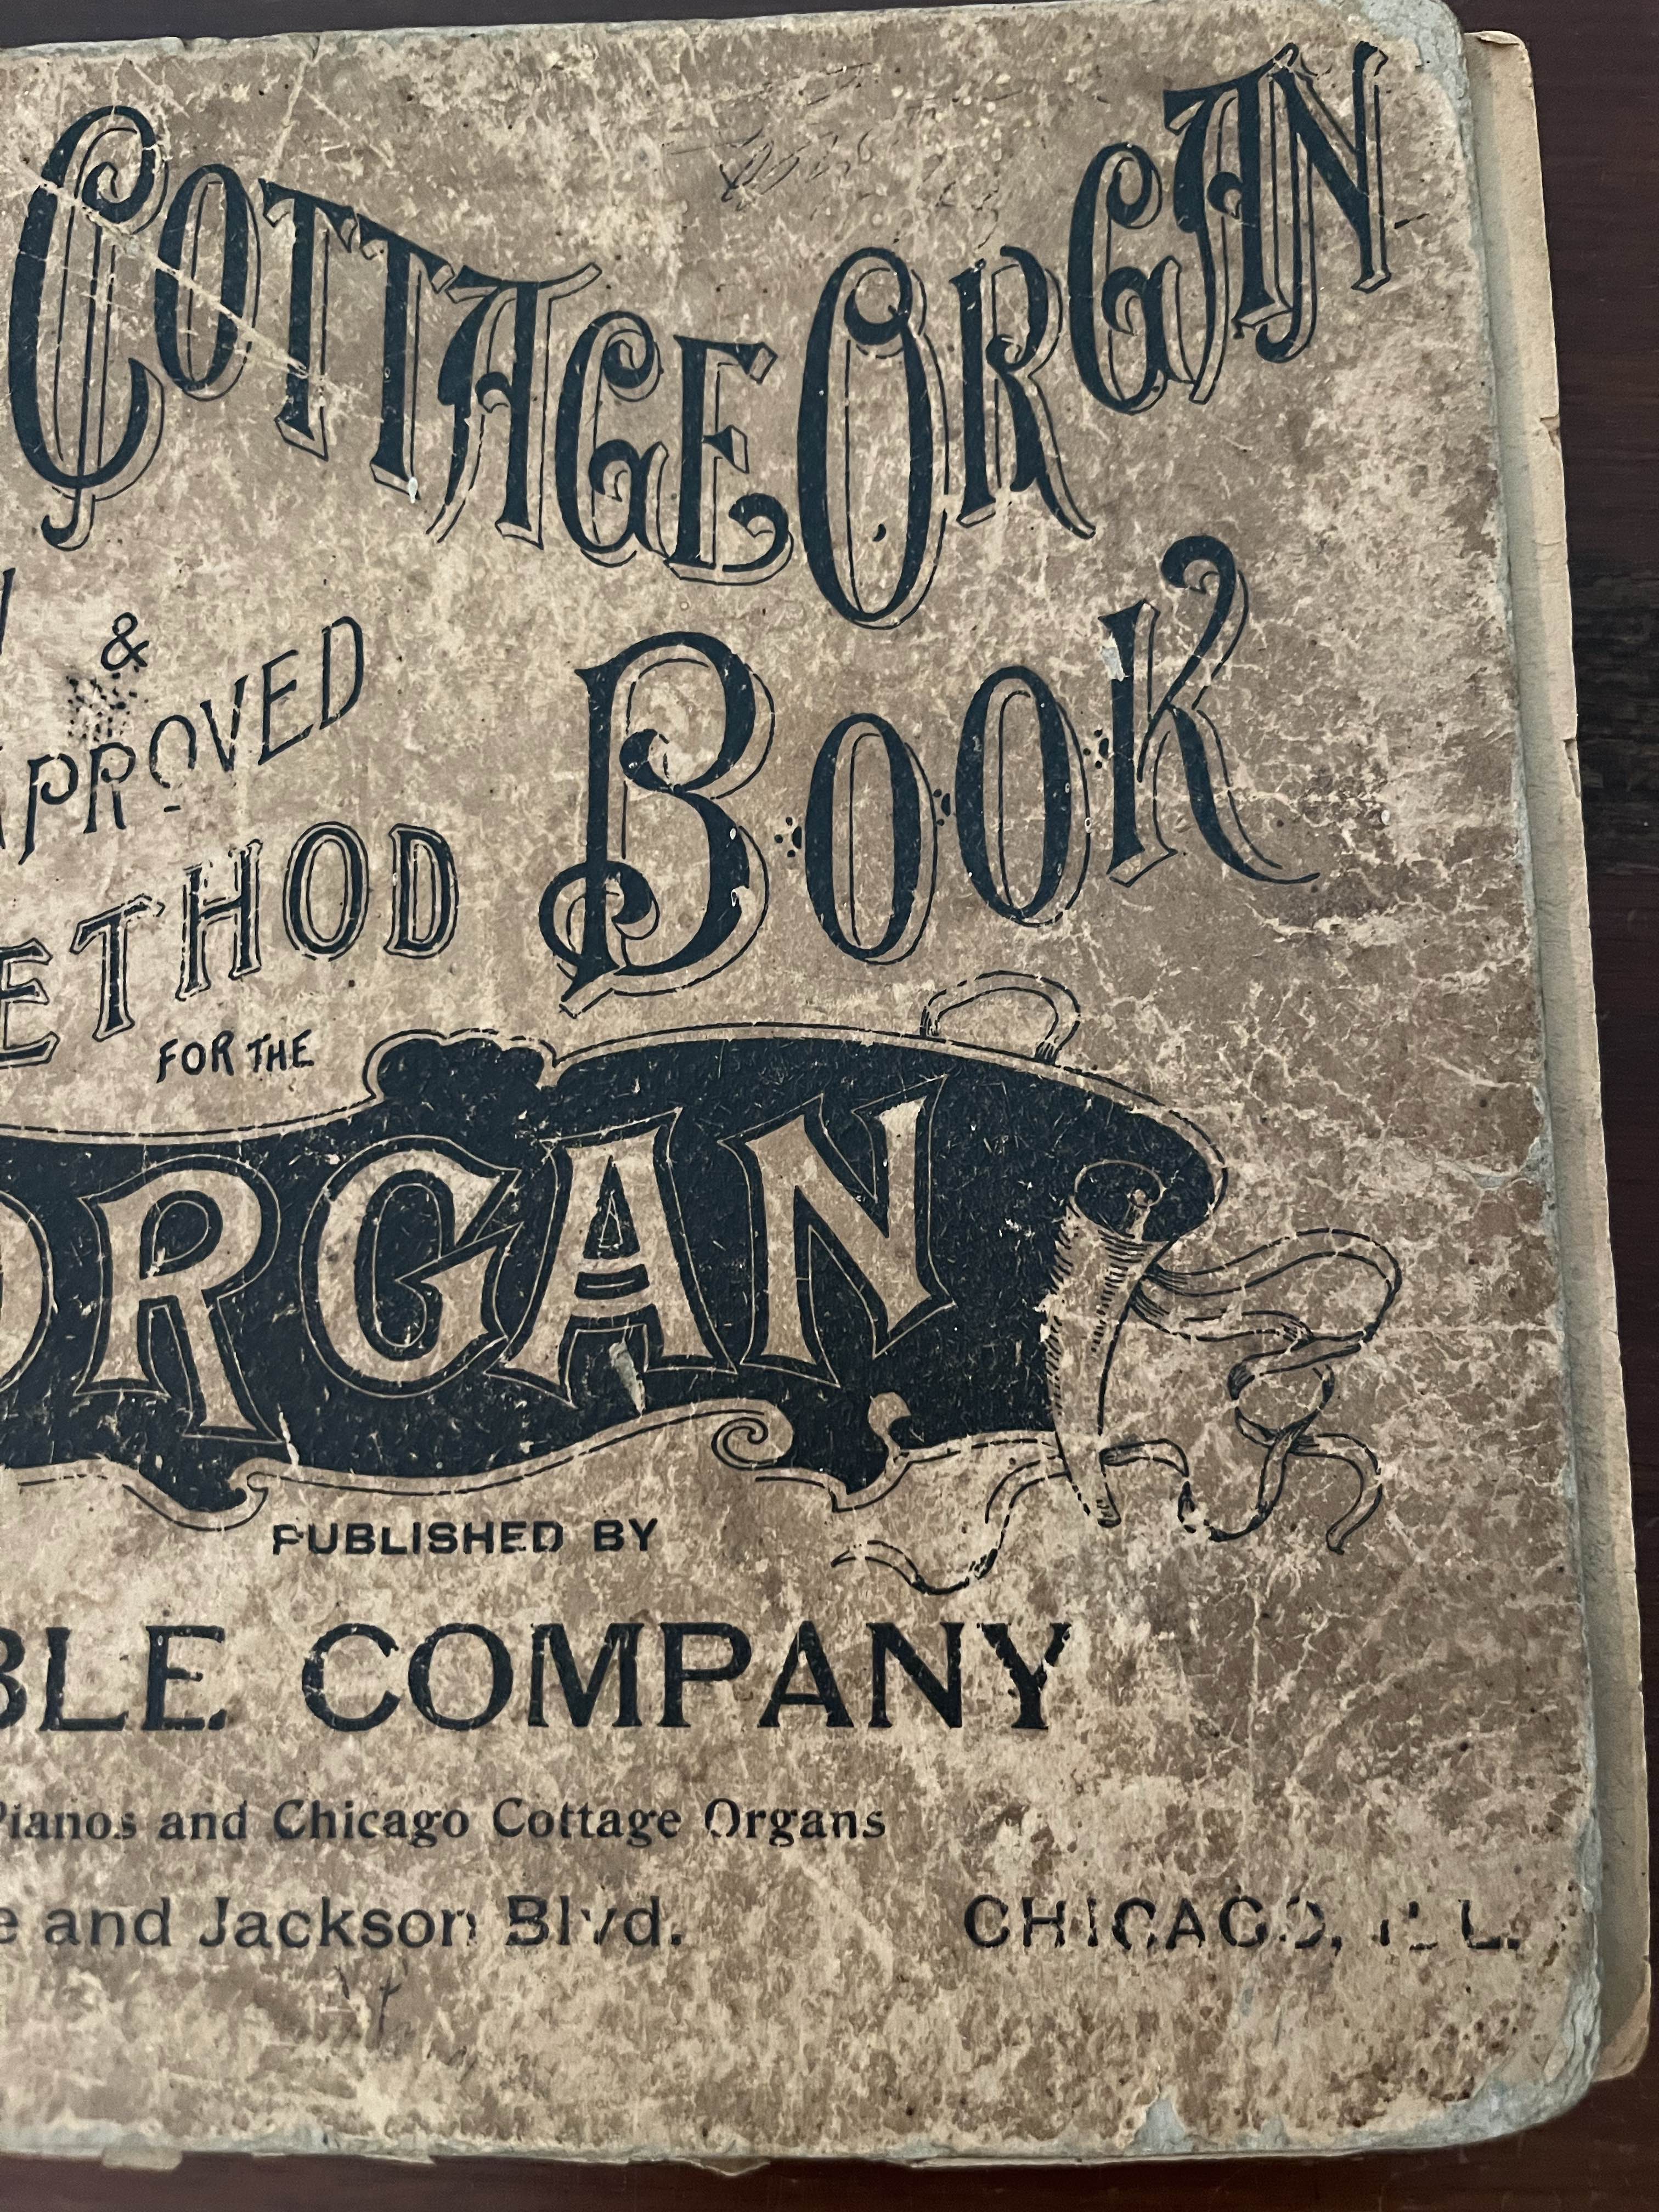 COTTAGE ORGAN
&
PROVED
BOOK
ETHOD
FOR THE
ORGAN
PUBLISHED BY
BLE COMPANY
Pianos and Chicago Cottage Organs
e and Jackson Blvd. CHICAGO, ILL.